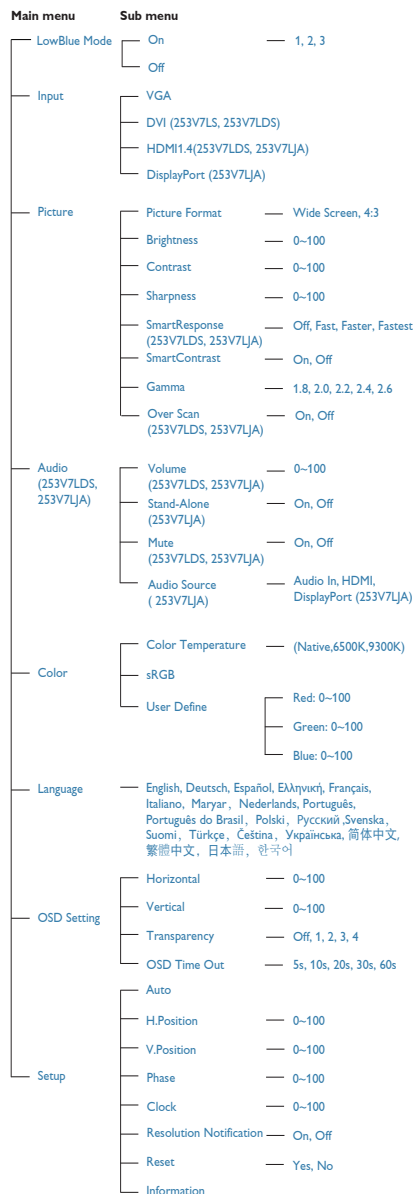 Main menu Sub menu
LowBlue Mode On 1, 2, 3
Off
Input VGA
DVI (253V7LS, 253V7LDS)
HDMI1.4(253V7LDS, 253V7LJA)
DisplayPort (253V7LJA)
Picture Picture Format Wide Screen, 4:3
Brightness 0~100
Contrast 0~100
Sharpness 0~100
SmartResponse Off, Fast, Faster, Fastest
(253V7LDS, 253V7LJA)
SmartContrast On, Off
Gamma 1.8, 2.0, 2.2, 2.4, 2.6
Over Scan On, Off
(253V7LDS, 253V7LJA)
Audio Volume 0~100
(253V7LDS, (253V7LDS, 253V7LJA)
253V7LJA) Stand-Alone On, Off
(253V7LJA)
Mute On, Off
(253V7LDS, 253V7LJA)
Audio Source Audio In, HDMI,
( 253V7LJA) DisplayPort (253V7LJA)
Color Color Temperature (Native,6500K,9300K)
sRGB
User Define Red: 0~100
Green: 0~100
Blue: 0~100
Language English, Deutsch, Español, Ελληνική, Français,
Italiano, Maryar, Nederlands, Português,
Português do Brasil, Polski, Русский ,Svenska,
Suomi, Türkçe, Čeština, Українська, 简体中文,
繁體中文, 日本語, 한국어
OSD Setting Horizontal 0~100
Vertical 0~100
Transparency Off, 1, 2, 3, 4
OSD Time Out 5s, 10s, 20s, 30s, 60s
Setup Auto
H.Position 0~100
V.Position 0~100
Phase 0~100
Clock 0~100
Resolution Notification On, Off
Reset Yes, No
Information